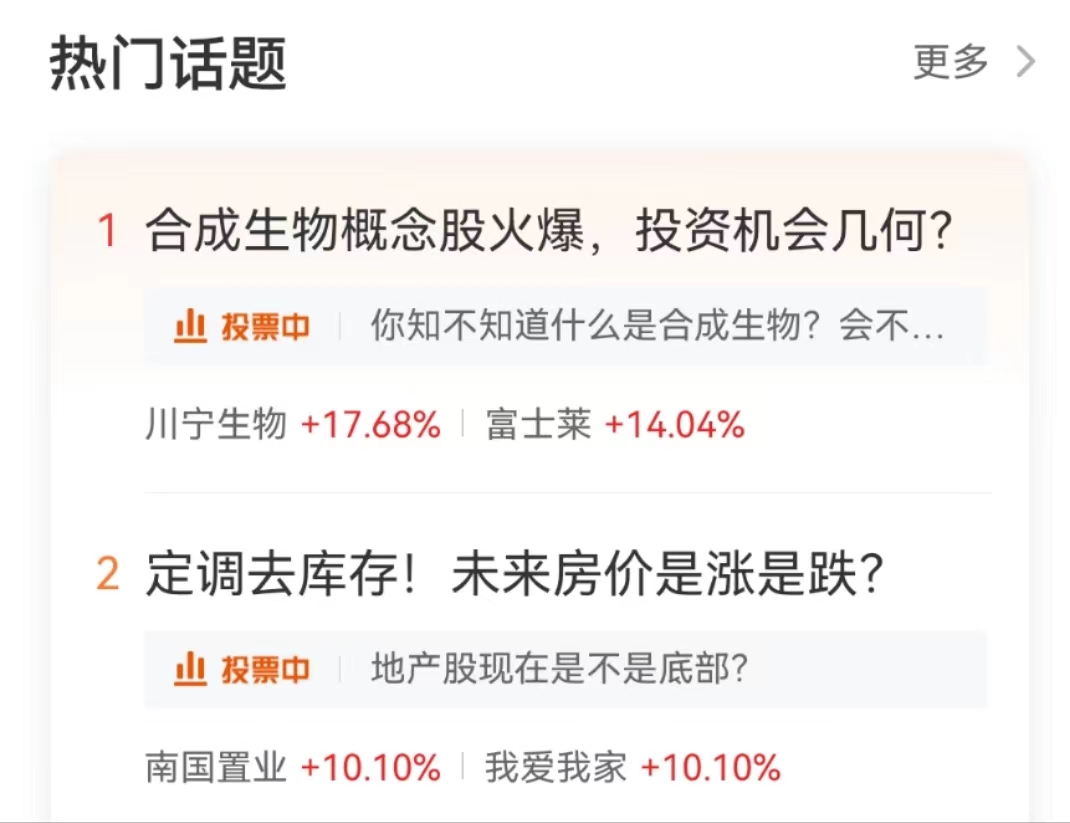 热门话题 更多
1 合成生物概念股火爆，投资机会几何？
投票中 你知不知道什么是合成生物？会不...
川宁生物 +17.68% 富士莱 +14.04%
2 定调去库存！未来房价是涨是跌？
投票中 地产股现在是不是底部？
南国置业 +10.10% 我爱我家 +10.10%